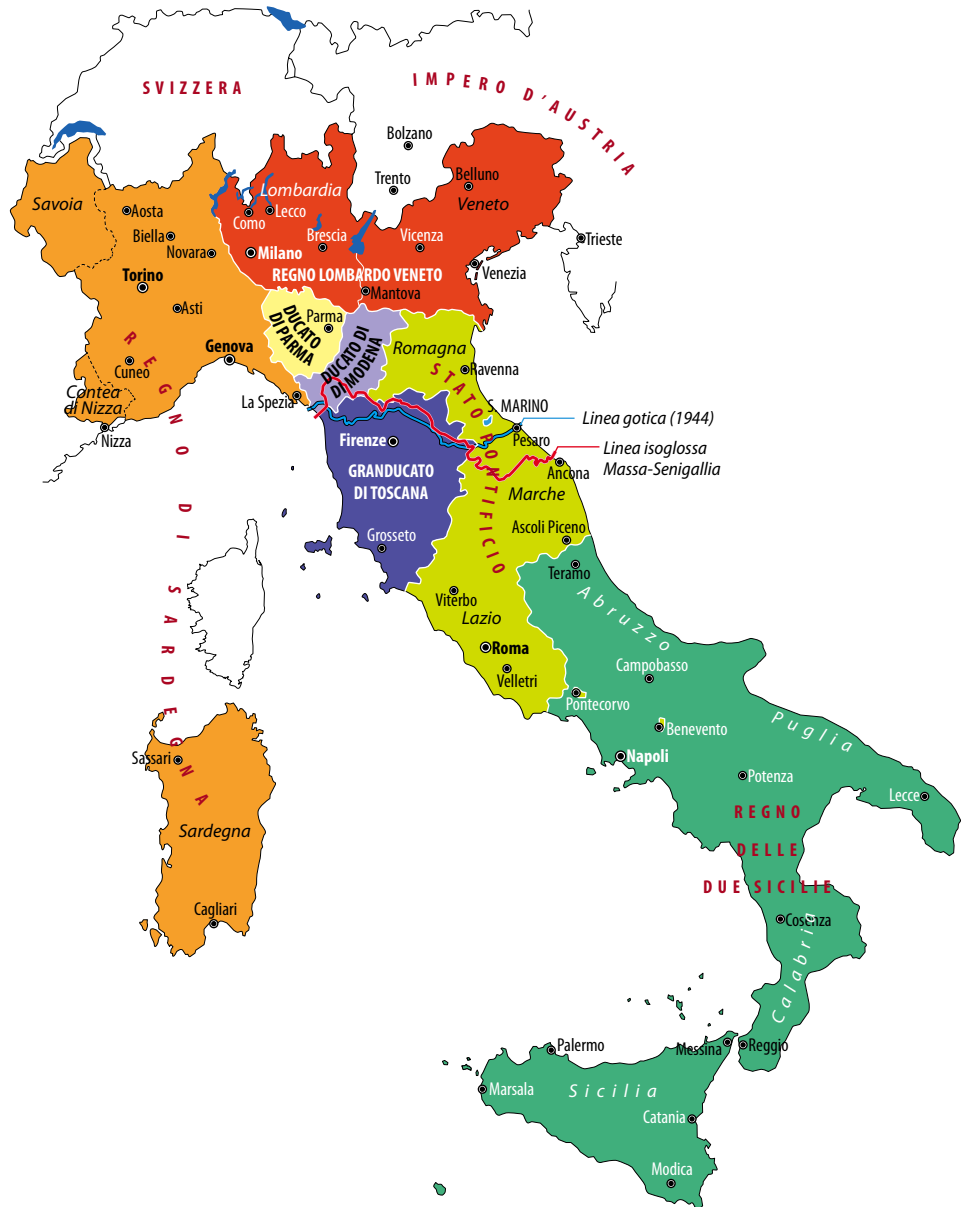 SVIZZERA
IMPERO D'AUSTRIA
Bolzano
Trento
Belluno
Veneto
Savoia
Lombardia
Aosta
Como
Lecco
Biella
Novara
Milano
Brescia
Vicenza
Trieste
Venezia
REGNO LOMBARDO VENETO
Torino
Mantova
Asti
DUCATO
DI PARMA
Parma
DUCATO DI
DI MODENA
Romagna
Genova
Cuneo
Ravenna
Contea
di Nizza
Nizza
La Spezia
S. MARINO
Linea gotica (1944)
Pesaro
Firenze
Linea isoglossa
Massa-Senigallia
Ancona
GRANDUCATO
DI TOSCANA
STATO PONTIFICIO
Marche
Grosseto
Ascoli Piceno
Teramo
Viterbo
Lazio
Abruzzo
Roma
Velletri
Campobasso
Pontecorvo
Benevento
Puglia
REGNO DI SARDEGNA
Sassari
Napoli
Potenza
Lecce
Sardegna
REGNO
DELLE
DUE SICILIE
Cagliari
Cosenza
Calabria
Palermo
Messina
Reggio
Marsala
Sicilia
Catania
Modica